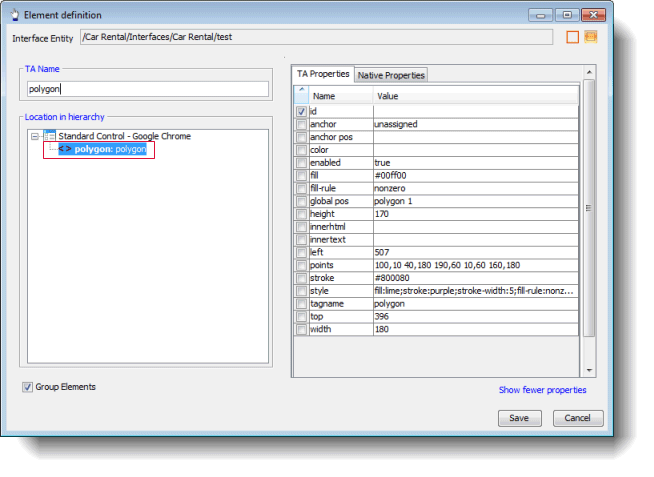 Element definition
Interface Entity /Car Rental/Interfaces/Car Rental/test
TA Name
polygon
Location in hierarchy
Standard Control - Google Chrome
<> polygon: polygon
Group Elements
TA Properties Native Properties
Name Value
id
anchor unassigned
anchor pos
color
enabled true
fill #00ff00
fill-rule nonzero
global pos polygon 1
height 170
innerhtml
innertext
left 507
points 100,10 40,180 190,60 10,60 160,180
stroke #800080
style fill:lime;stroke:purple;stroke-width:5;fill-rule:nonz...
tagname polygon
top 396
width 180
Show fewer properties
Save Cancel